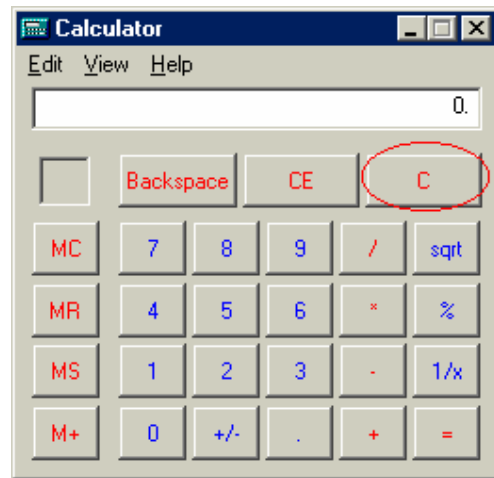 Calculator
Edit View Help
0.
Backspace CE C
MC 7 8 9 / sqrt
MR 4 5 6 * %
MS 1 2 3 - 1/x
M+ 0 +/- . + =